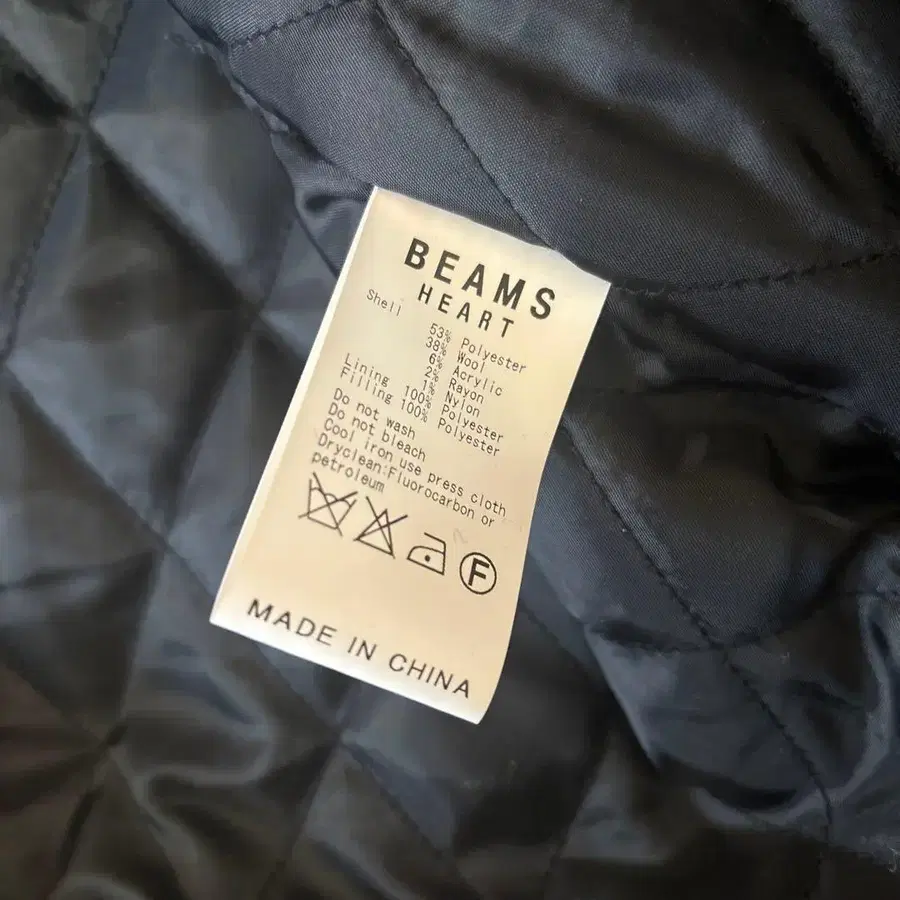 BEAMS
HEART
Shell
53% Polyester
38% Wool
6% Acrylic
2% Rayon
1% Nylon
Lining 100% Polyester
Filling 100% Polyester
Do not wash
Do not bleach
Cool iron use press cloth
Dryclean:Fluorocarbon or
petroleum
F
MADE IN CHINA